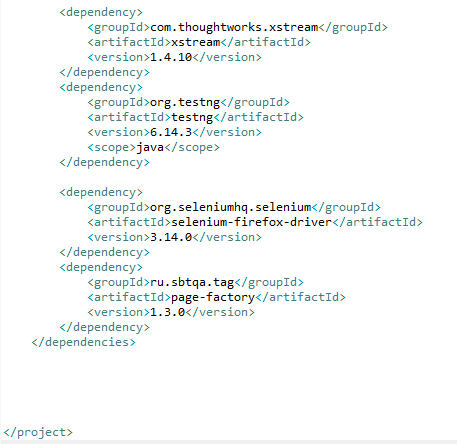 <dependency>
<groupId>com.thoughtworks.xstream</groupId>
<artifactId>xstream</artifactId>
<version>1.4.10</version>
</dependency>
<dependency>
<groupId>org.testng</groupId>
<artifactId>testng</artifactId>
<version>6.14.3</version>
<scope>java</scope>
</dependency>
<dependency>
<groupId>org.seleniumhq.selenium</groupId>
<artifactId>selenium-firefox-driver</artifactId>
<version>3.14.0</version>
</dependency>
<dependency>
<groupId>ru.sbtqa.tag</groupId>
<artifactId>page-factory</artifactId>
<version>1.3.0</version>
</dependency>
</dependencies>
</project>